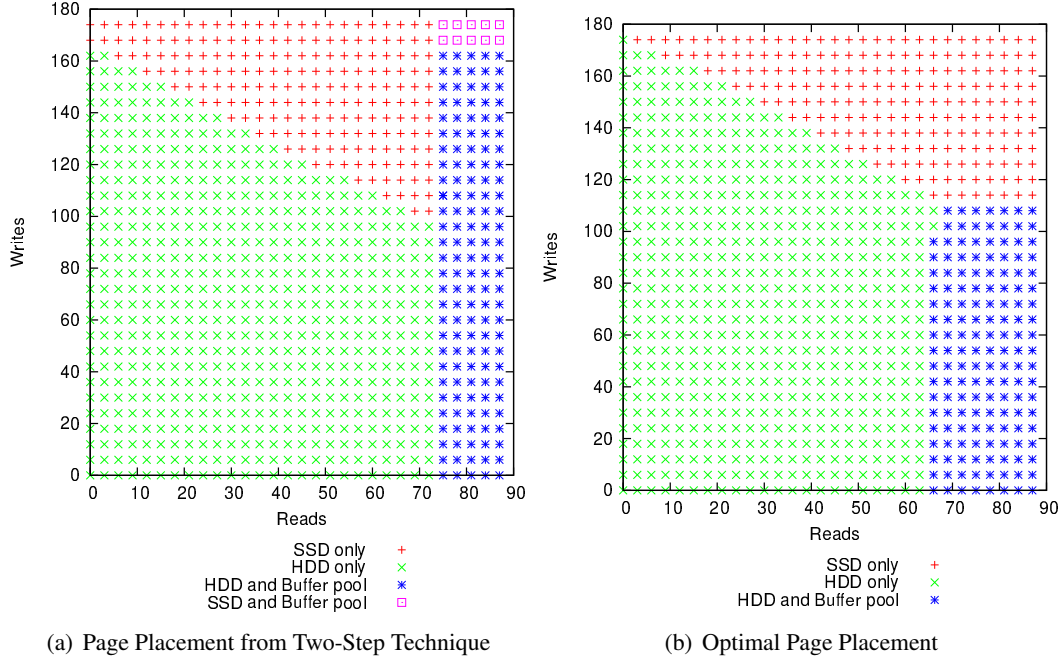 180
160
140
120
100
80
60
40
20
0
Writes
0 10 20 30 40 50 60 70 80 90
Reads
SSD only
HDD only
HDD and Buffer pool
SSD and Buffer pool
(a) Page Placement from Two-Step Technique
180
160
140
120
100
80
60
40
20
0
Writes
0 10 20 30 40 50 60 70 80 90
Reads
SSD only
HDD only
HDD and Buffer pool
(b) Optimal Page Placement